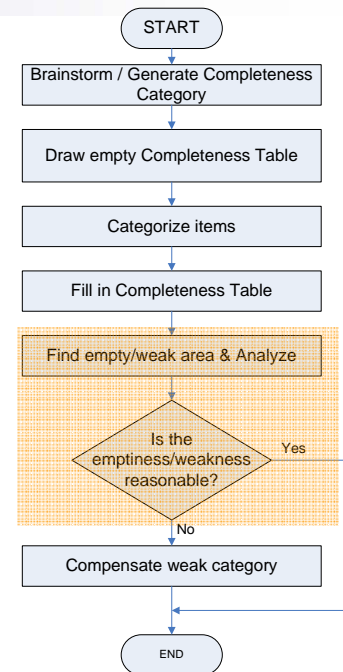 START
Brainstorm / Generate Completeness
Category
Draw empty Completeness Table
Categorize items
Fill in Completeness Table
Find empty/weak area & Analyze
Is the
emptiness/weakness
reasonable?
Yes
No
Compensate weak category
END